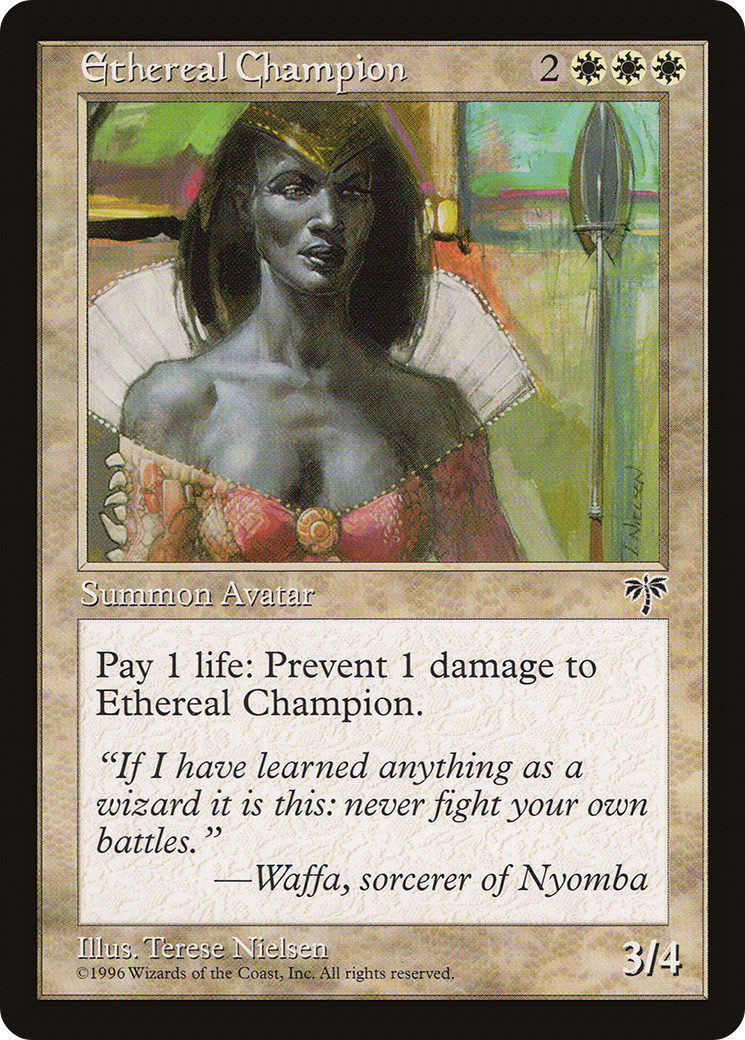 Ethereal Champion 2
T. NIELSEN
Summon Avatar
Pay 1 life: Prevent 1 damage to
Ethereal Champion.
“If I have learned anything as a
wizard it is this: never fight your own
battles.”
—Waffa, sorcerer of Nyomba
Illus. Terese Nielsen
3/4
©1996 Wizards of the Coast, Inc. All rights reserved.